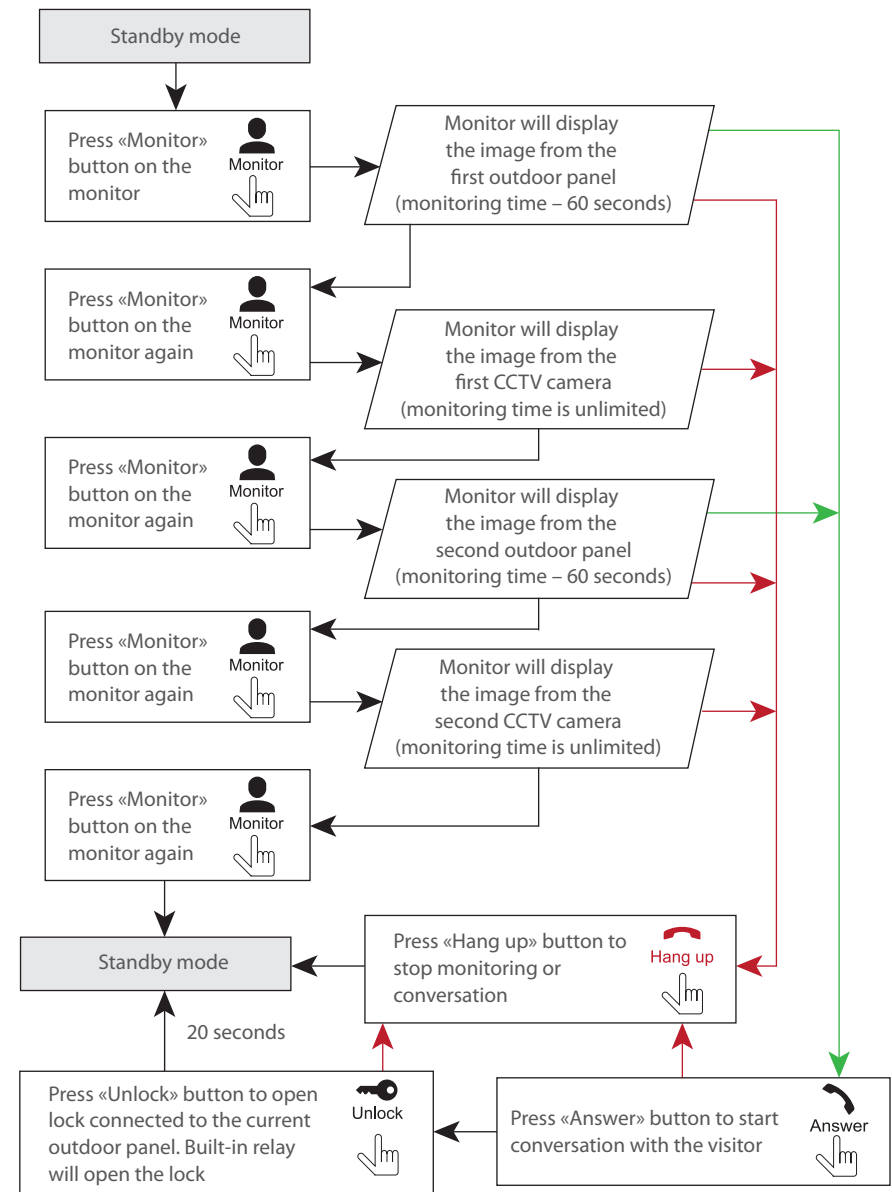 Standby mode
Press «Monitor»
button on the
monitor
Monitor
Monitor will display
the image from the
first outdoor panel
(monitoring time – 60 seconds)
Press «Monitor»
button on the
monitor again
Monitor
Monitor will display
the image from the
first CCTV camera
(monitoring time is unlimited)
Press «Monitor»
button on the
monitor again
Monitor
Monitor will display
the image from the
second outdoor panel
(monitoring time – 60 seconds)
Press «Monitor»
button on the
monitor again
Monitor
Monitor will display
the image from the
second CCTV camera
(monitoring time is unlimited)
Press «Monitor»
button on the
monitor again
Monitor
Standby mode
Press «Hang up» button to
stop monitoring or
conversation
Hang up
20 seconds
Press «Unlock» button to open
lock connected to the current
outdoor panel. Built-in relay
will open the lock
Unlock
Press «Answer» button to start
conversation with the visitor
Answer